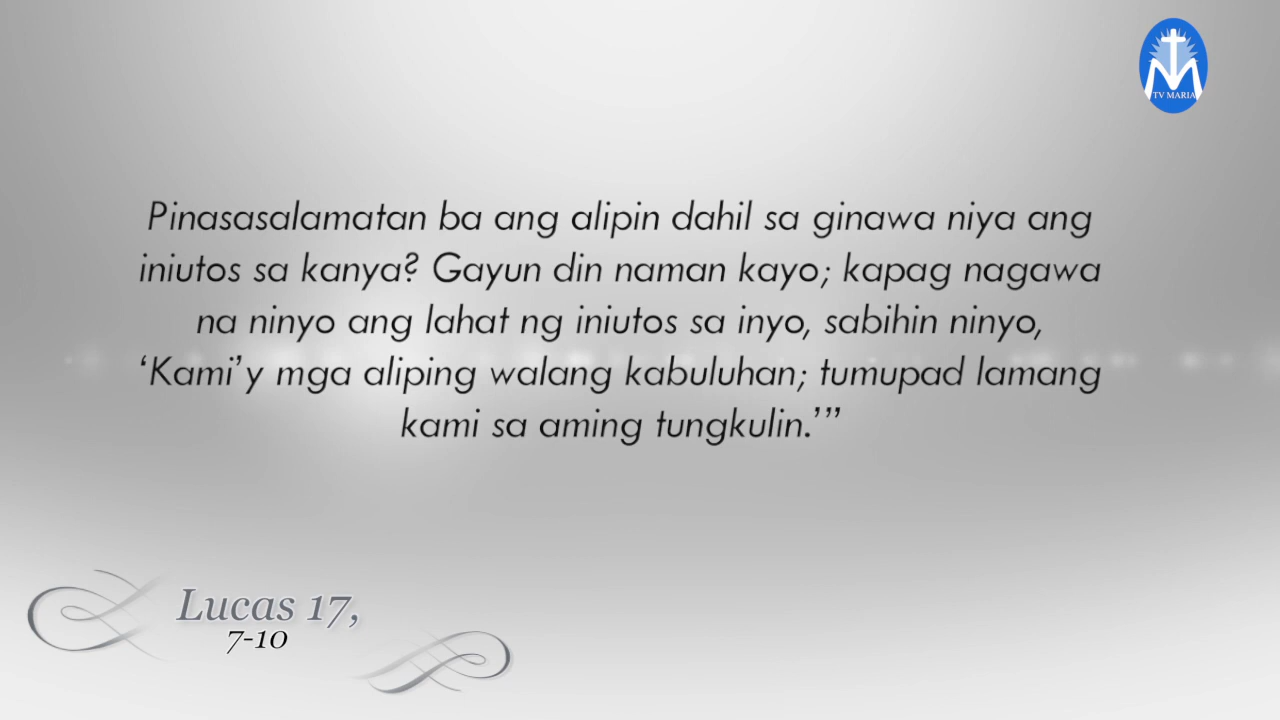 TV MARIA
Pinasasalamatan ba ang alipin dahil sa ginawa niya ang
iniutos sa kanya? Gayun din naman kayo; kapag nagawa
na ninyo ang lahat ng iniutos sa inyo, sabihin ninyo,
‘Kami’y mga aliping walang kabuluhan; tumupad lamang
kami sa aming tungkulin.’”
Lucas 17,
7-10